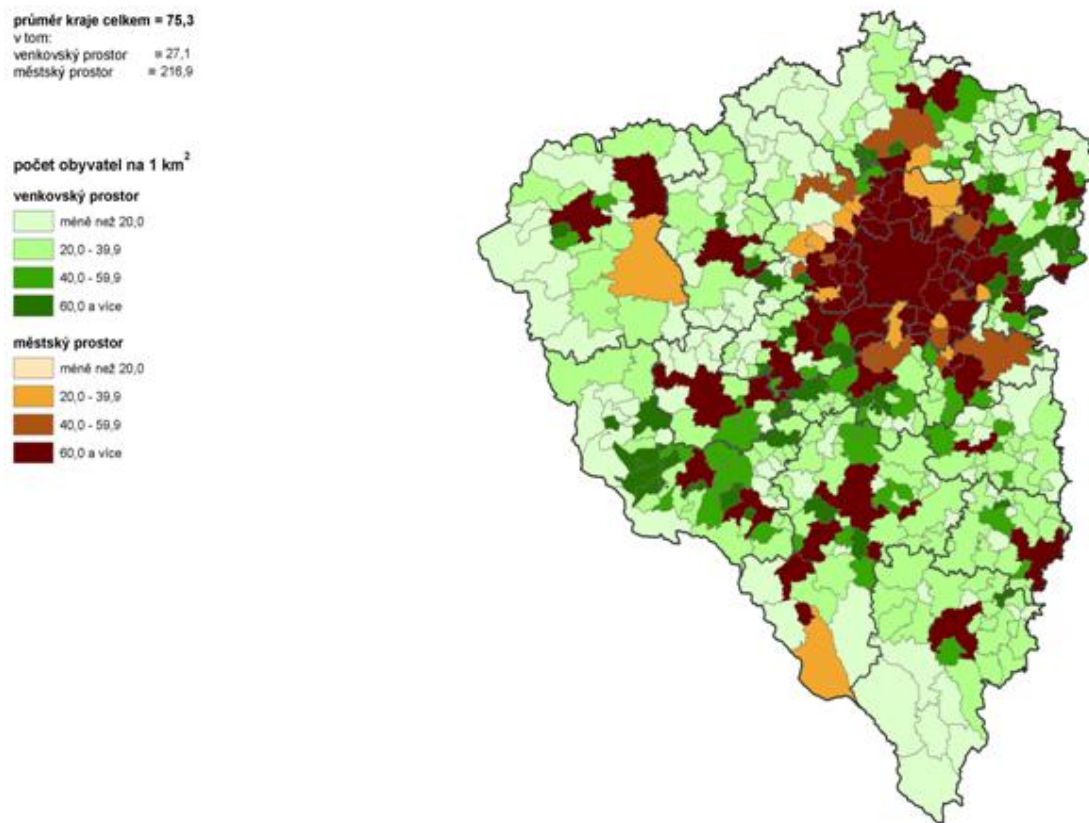 průměr kraje celkem = 75,3
v tom:
venkovský prostor = 27,1
městský prostor = 216,9
počet obyvatel na 1 km²
venkovský prostor
méně než 20,0
20,0 - 39,9
40,0 - 59,9
60,0 a více
městský prostor
méně než 20,0
20,0 - 39,9
40,0 - 59,9
60,0 a více